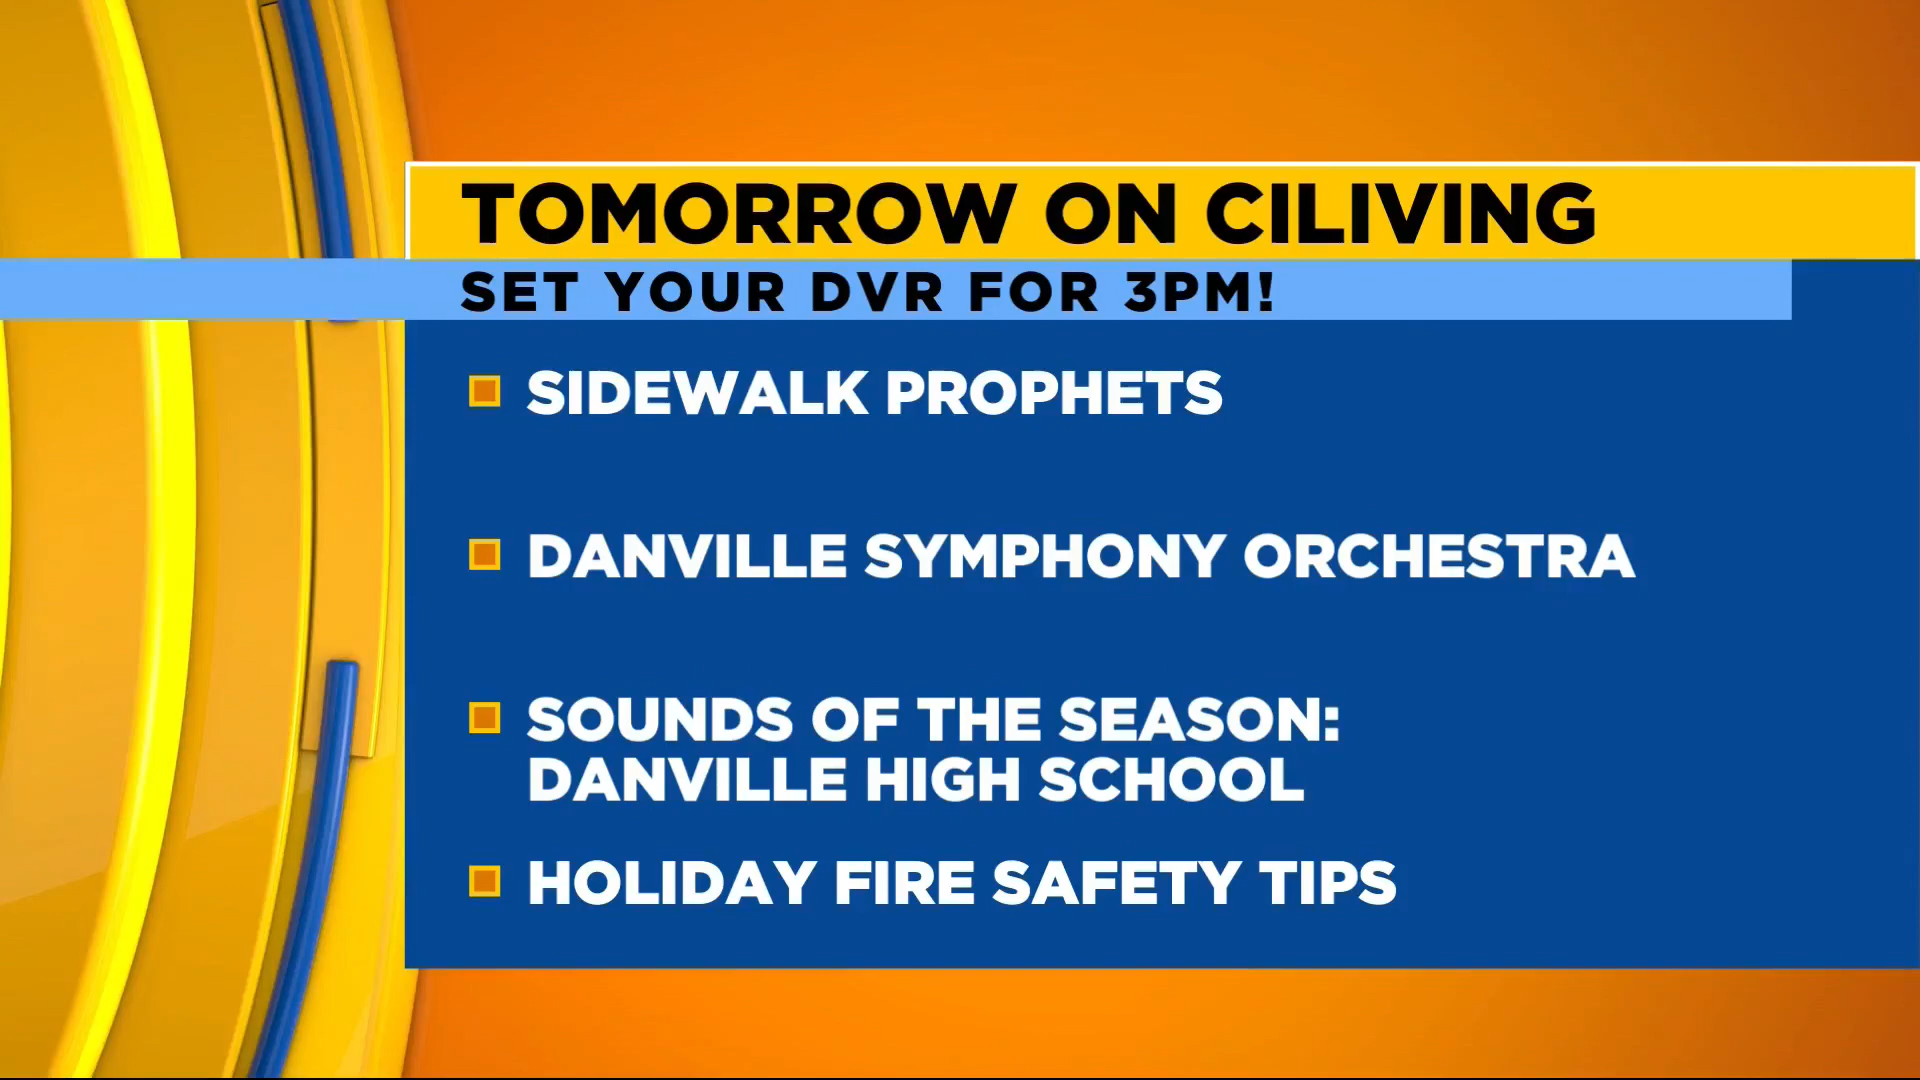 TOMORROW ON CILIVING
SET YOUR DVR FOR 3PM!
SIDEWALK PROPHETS
DANVILLE SYMPHONY ORCHESTRA
SOUNDS OF THE SEASON:
DANVILLE HIGH SCHOOL
HOLIDAY FIRE SAFETY TIPS